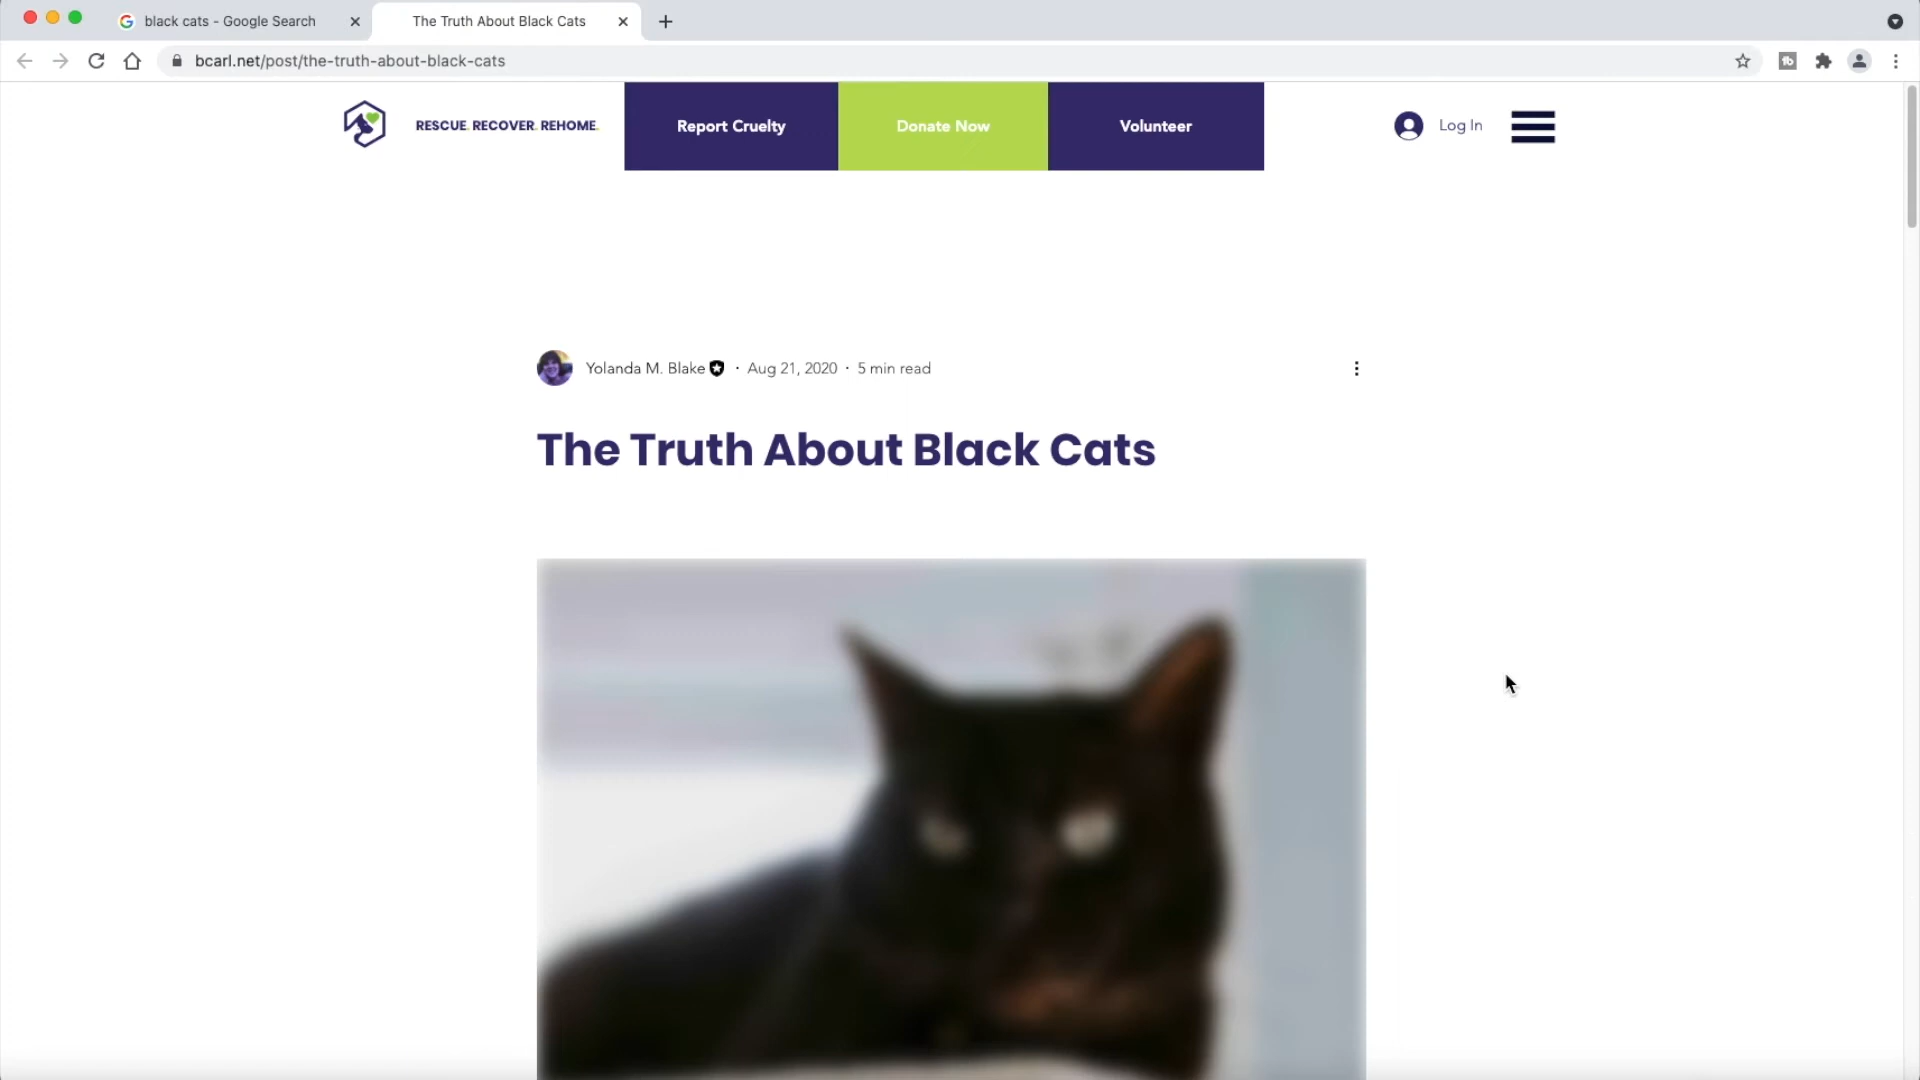 black cats - Google Search
The Truth About Black Cats
bcarl.net/post/the-truth-about-black-cats
RESCUE. RECOVER. REHOME.
Report Cruelty
Donate Now
Volunteer
Log In
Yolanda M. Blake · Aug 21, 2020 · 5 min read
The Truth About Black Cats